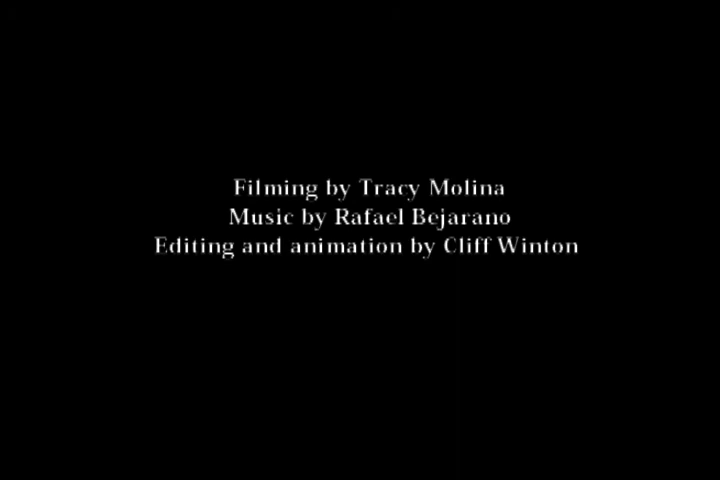 Filming by Tracy Molina
Music by Rafael Bejarano
Editing and animation by Cliff Winton